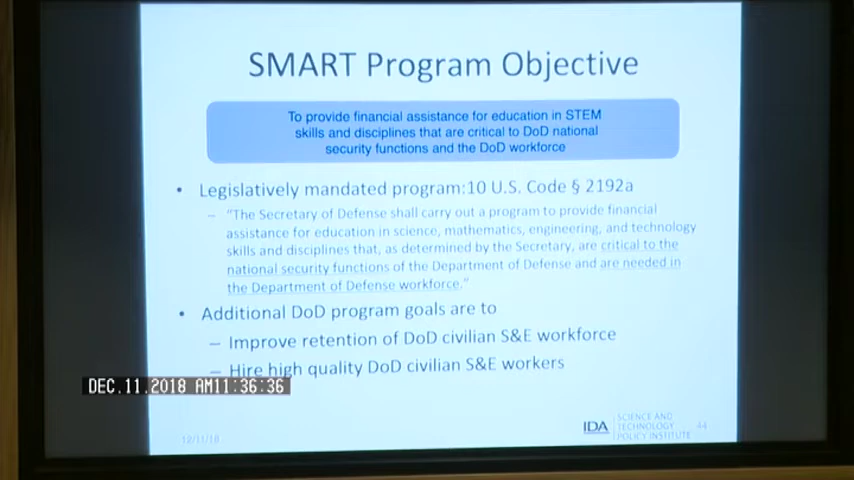 SMART Program Objective
To provide financial assistance for education in STEM
skills and disciplines that are critical to DoD national
security functions and the DoD workforce
• Legislatively mandated program:10 U.S. Code § 2192a
– “The Secretary of Defense shall carry out a program to provide financial
assistance for education in science, mathematics, engineering, and technology
skills and disciplines that, as determined by the Secretary, are critical to the
national security functions of the Department of Defense and are needed in
the Department of Defense workforce.”
• Additional DoD program goals are to
– Improve retention of DoD civilian S&E workforce
– Hire high quality DoD civilian S&E workers
DEC.11.2018 AM11:36:36
12/11/18
IDA
SCIENCE AND
TECHNOLOGY
POLICY INSTITUTE
44